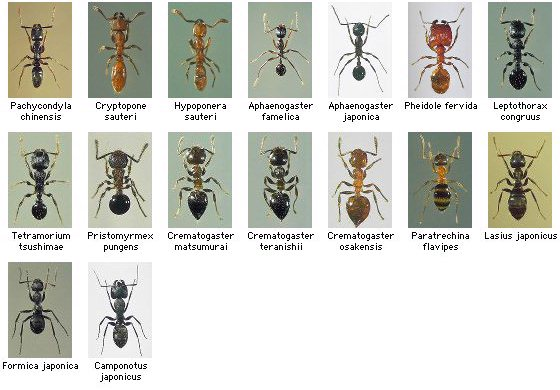 Pachycondyla
chinensis
Cryptopone
sauteri
Hypoponera
sauteri
Aphaenogaster
famelica
Aphaenogaster
japonica
Pheidole fervida
Leptothorax
congruus
Tetramorium
tsushimae
Pristomyrmex
pungens
Crematogaster
matsumurai
Crematogaster
teranishii
Crematogaster
osakensis
Paratrechina
flavipes
Lasius japonicus
Formica japonica
Camponotus
japonicus